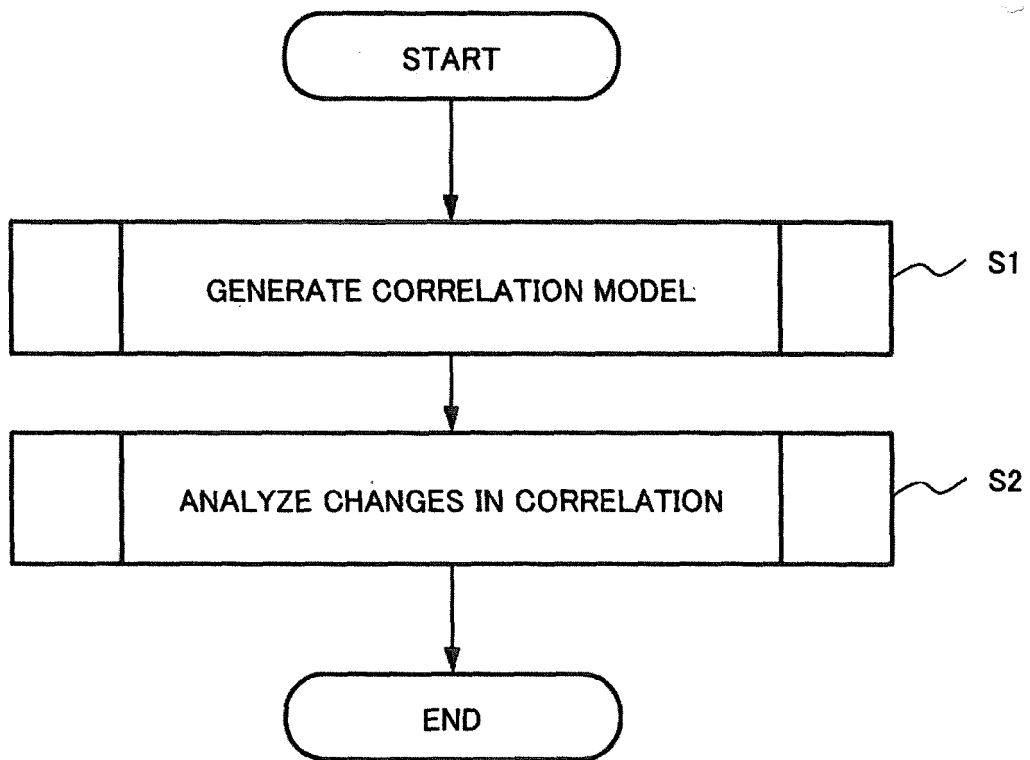 START
GENERATE CORRELATION MODEL
S1
ANALYZE CHANGES IN CORRELATION
S2
END